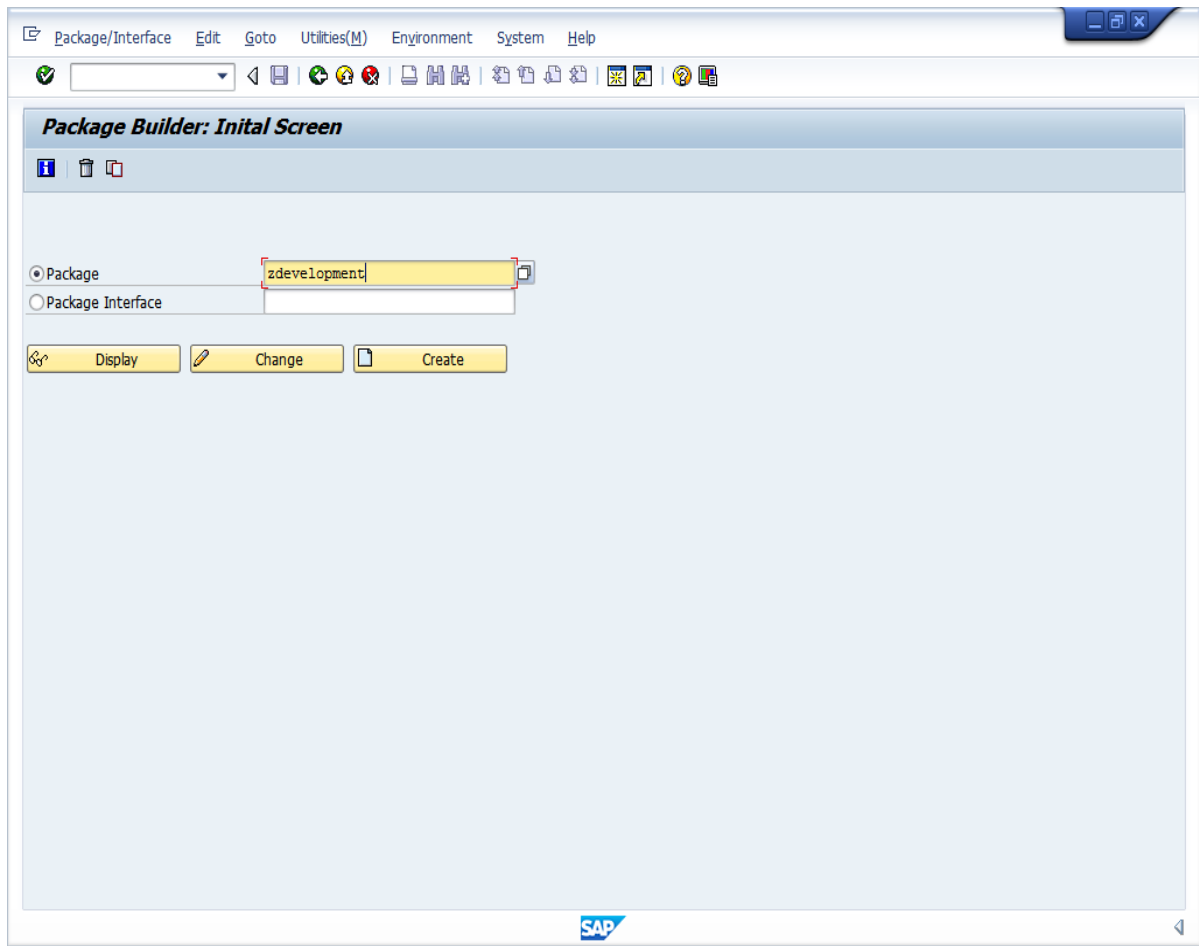 Package/Interface Edit Goto Utilities(M) Environment System Help
Package Builder: Inital Screen
Package zdevelopment
Package Interface
Display Change Create
SAP